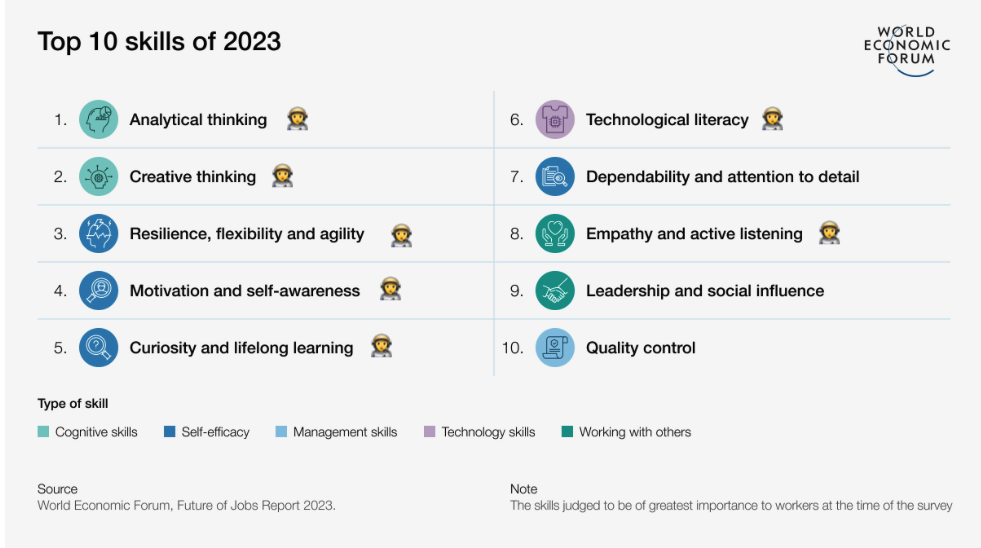 Top 10 skills of 2023
WORLD
ECONOMIC
FORUM
1. Analytical thinking
2. Creative thinking
3. Resilience, flexibility and agility
4. Motivation and self-awareness
5. Curiosity and lifelong learning
6. Technological literacy
7. Dependability and attention to detail
8. Empathy and active listening
9. Leadership and social influence
10. Quality control
Type of skill
Cognitive skills Self-efficacy Management skills Technology skills Working with others
Source
World Economic Forum, Future of Jobs Report 2023.
Note
The skills judged to be of greatest importance to workers at the time of the survey